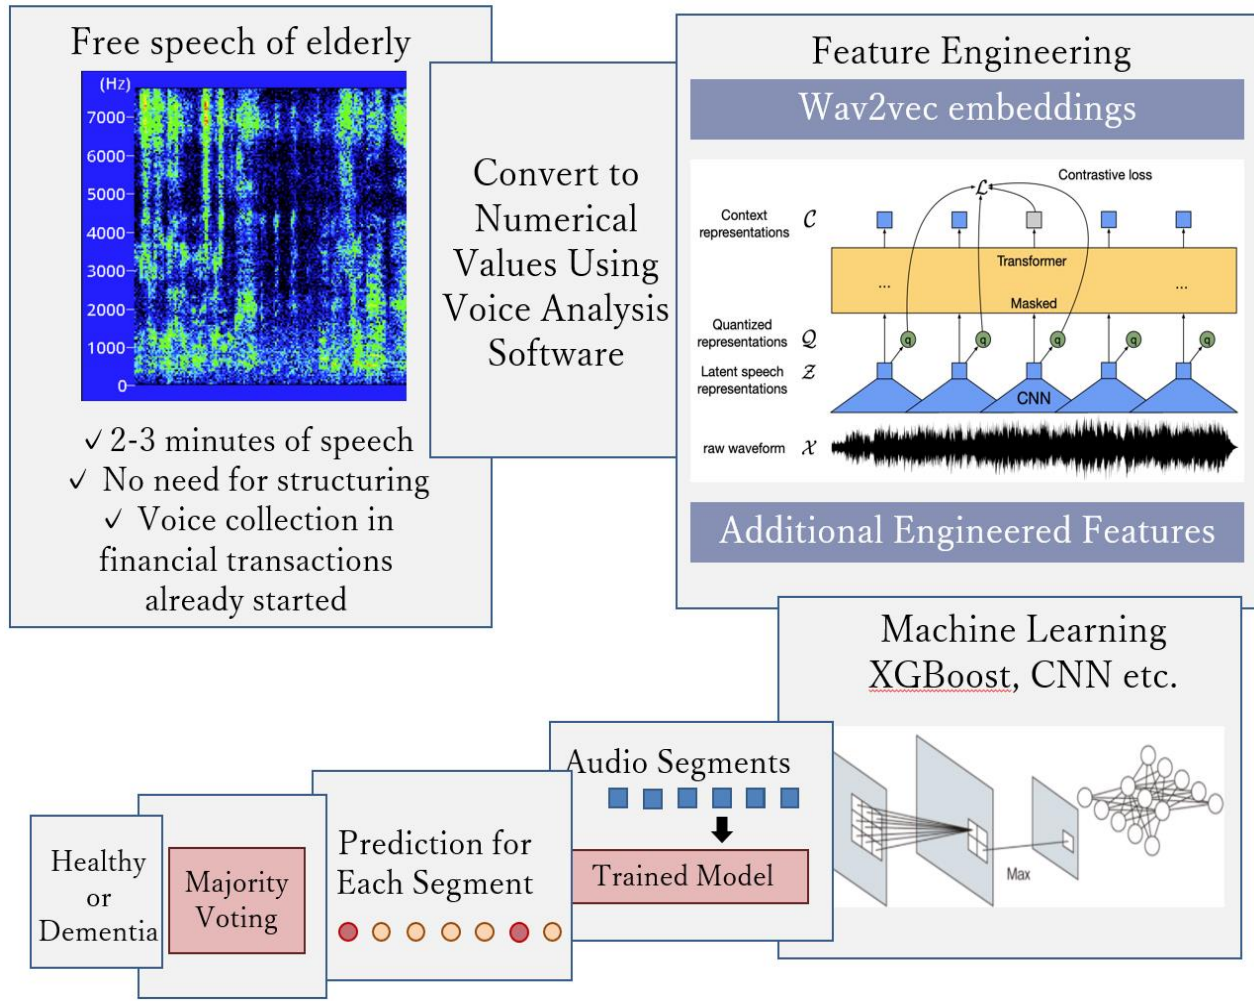 Free speech of elderly
(Hz)
7000
6000
5000
4000
3000
2000
1000
0
✓ 2-3 minutes of speech
✓ No need for structuring
✓ Voice collection in
financial transactions
already started
Convert to
Numerical
Values Using
Voice Analysis
Software
Feature Engineering
Wav2vec embeddings
Contrastive loss
ℒ
Context
representations
𝒞
Transformer
...
...
Masked
Quantized
representations
𝒬
q
q
q
q
q
Latent speech
representations
𝒵
CNN
raw waveform
𝒳
Additional Engineered Features
Machine Learning
XGBoost, CNN etc.
Max
Audio Segments
Trained Model
Prediction for
Each Segment
Majority
Voting
Healthy
or
Dementia